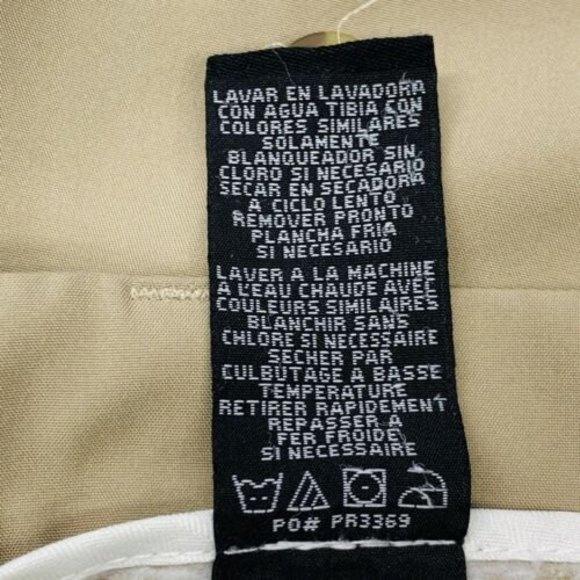 LAVAR EN LAVADORA
CON AGUA TIBIA CON
COLORES SIMILARES
SOLAMENTE
BLANQUEADOR SIN
CLORO SI NECESARIO
SECAR EN SECADORA
A CICLO LENTO
REMOVER PRONTO
PLANCHA FRIA
SI NECESARIO
LAVER A LA MACHINE
A L'EAU CHAUDE AVEC
COULEURS SIMILAIRES
BLANCHIR SANS
CHLORE SI NECESSAIRE
SECHER PAR
CULBUTAGE A BASSE
TEMPERATURE
RETIRER RAPIDEMENT
REPASSER A
FER FROIDE
SI NECESSAIRE
PO# PR3369